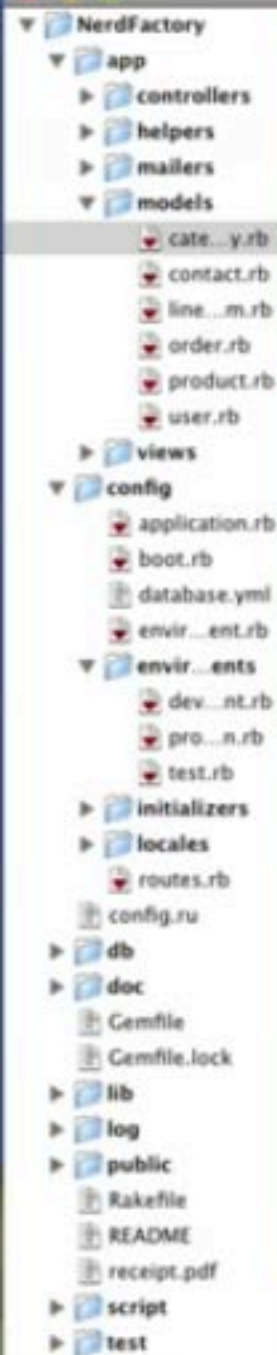 NerdFactory
app
controllers
helpers
mailers
models
cate...y.rb
contact.rb
line...m.rb
order.rb
product.rb
user.rb
views
config
application.rb
boot.rb
database.yml
envir...ent.rb
envir...ents
dev...nt.rb
pro...n.rb
test.rb
initializers
locales
routes.rb
config.ru
db
doc
Gemfile
Gemfile.lock
lib
log
public
Rakefile
README
receipt.pdf
script
test